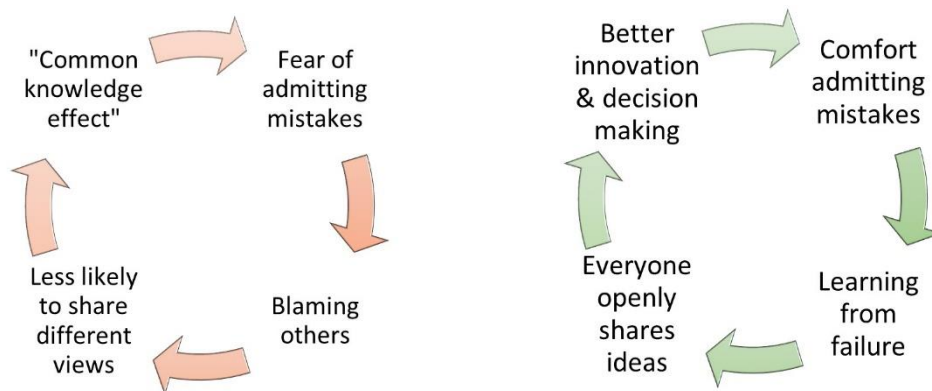 "Common
knowledge
effect"
Fear of
admitting
mistakes
Blaming
others
Less likely
to share
different
views
Better
innovation
& decision
making
Comfort
admitting
mistakes
Learning
from
failure
Everyone
openly
shares
ideas